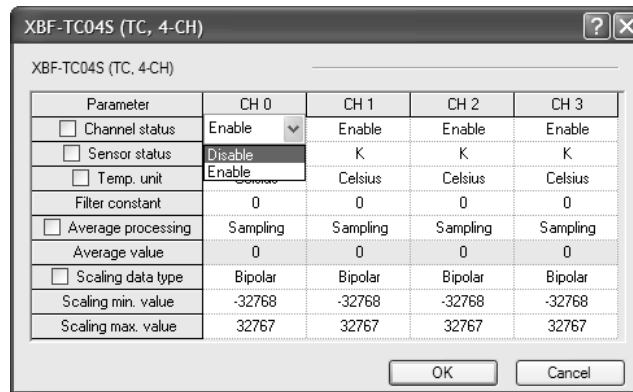 XBF-TC04S (TC, 4-CH)
XBF-TC04S (TC, 4-CH)
Parameter CH 0 CH 1 CH 2 CH 3
Channel status Enable Enable Enable Enable
Sensor status Disable K K K
Enable
Temp. unit Celsius Celsius Celsius Celsius
Filter constant 0 0 0 0
Average processing Sampling Sampling Sampling Sampling
Average value 0 0 0 0
Scaling data type Bipolar Bipolar Bipolar Bipolar
Scaling min. value -32768 -32768 -32768 -32768
Scaling max. value 32767 32767 32767 32767
OK Cancel